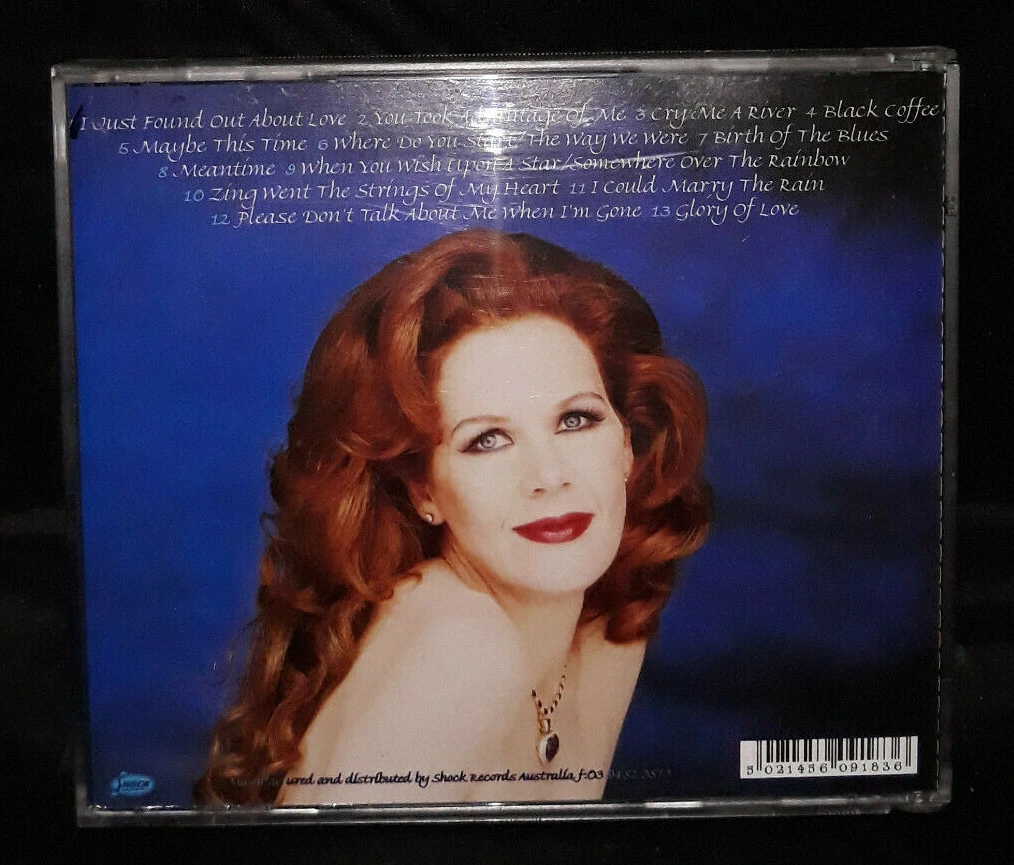 1 I Just Found Out About Love 2 You Took Advantage Of Me 3 Cry Me A River 4 Black Coffee
5 Maybe This Time 6 Where Do You Start/The Way We Were 7 Birth Of The Blues
8 Meantime 9 When You Wish Upon A Star/Somewhere Over The Rainbow
10 Zing Went The Strings Of My Heart 11 I Could Marry The Rain
12 Please Don't Talk About Me When I'm Gone 13 Glory Of Love
and distributed by Shock Records Australia
Shock
5 021456 091836